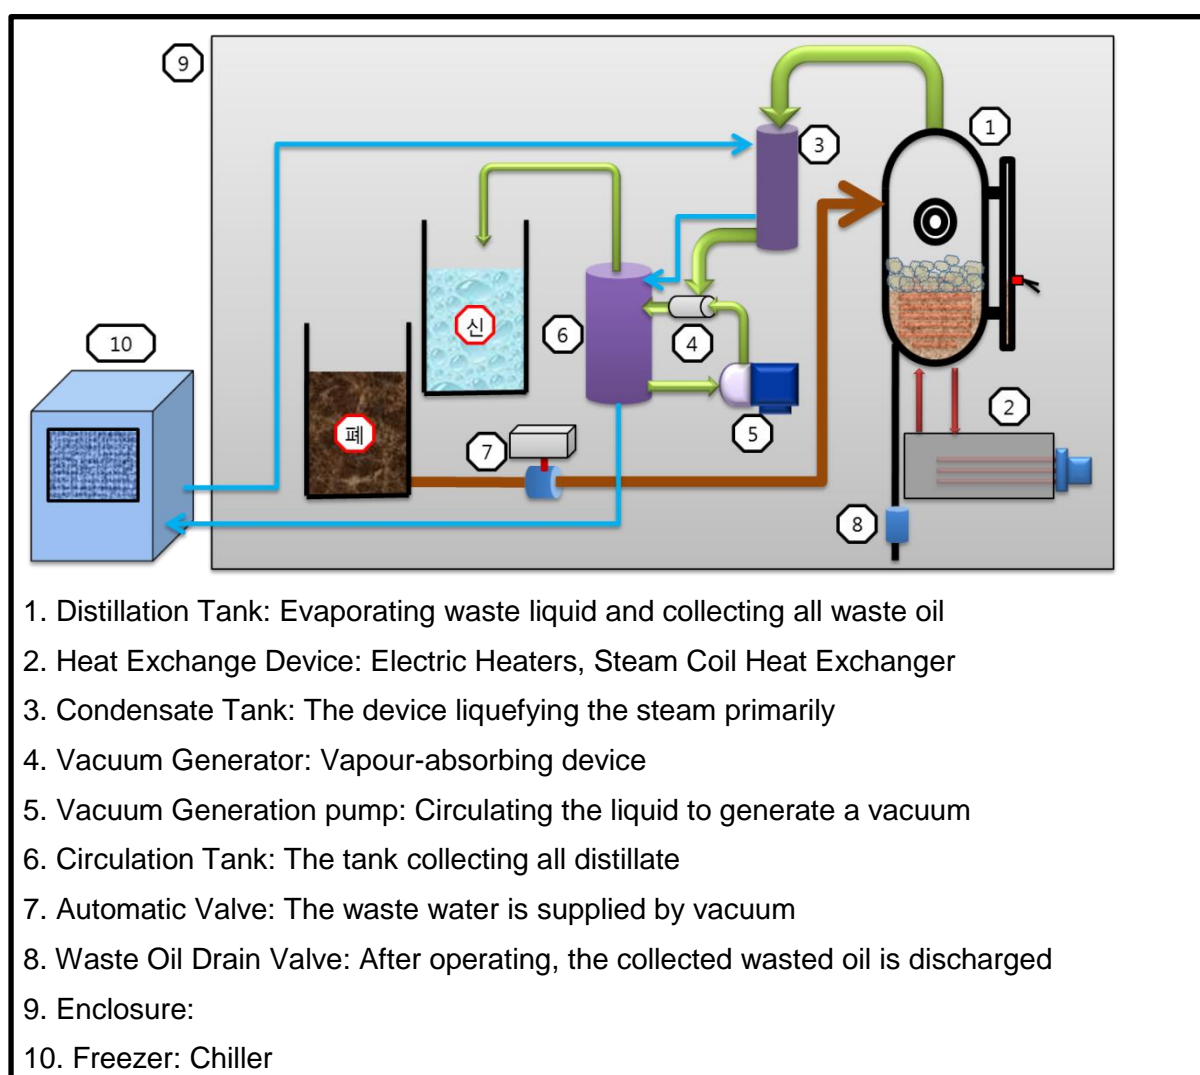 9
1
3
신
6
4
10
2
폐
7
5
8
1. Distillation Tank: Evaporating waste liquid and collecting all waste oil
2. Heat Exchange Device: Electric Heaters, Steam Coil Heat Exchanger
3. Condensate Tank: The device liquefying the steam primarily
4. Vacuum Generator: Vapour-absorbing device
5. Vacuum Generation pump: Circulating the liquid to generate a vacuum
6. Circulation Tank: The tank collecting all distillate
7. Automatic Valve: The waste water is supplied by vacuum
8. Waste Oil Drain Valve: After operating, the collected wasted oil is discharged
9. Enclosure:
10. Freezer: Chiller